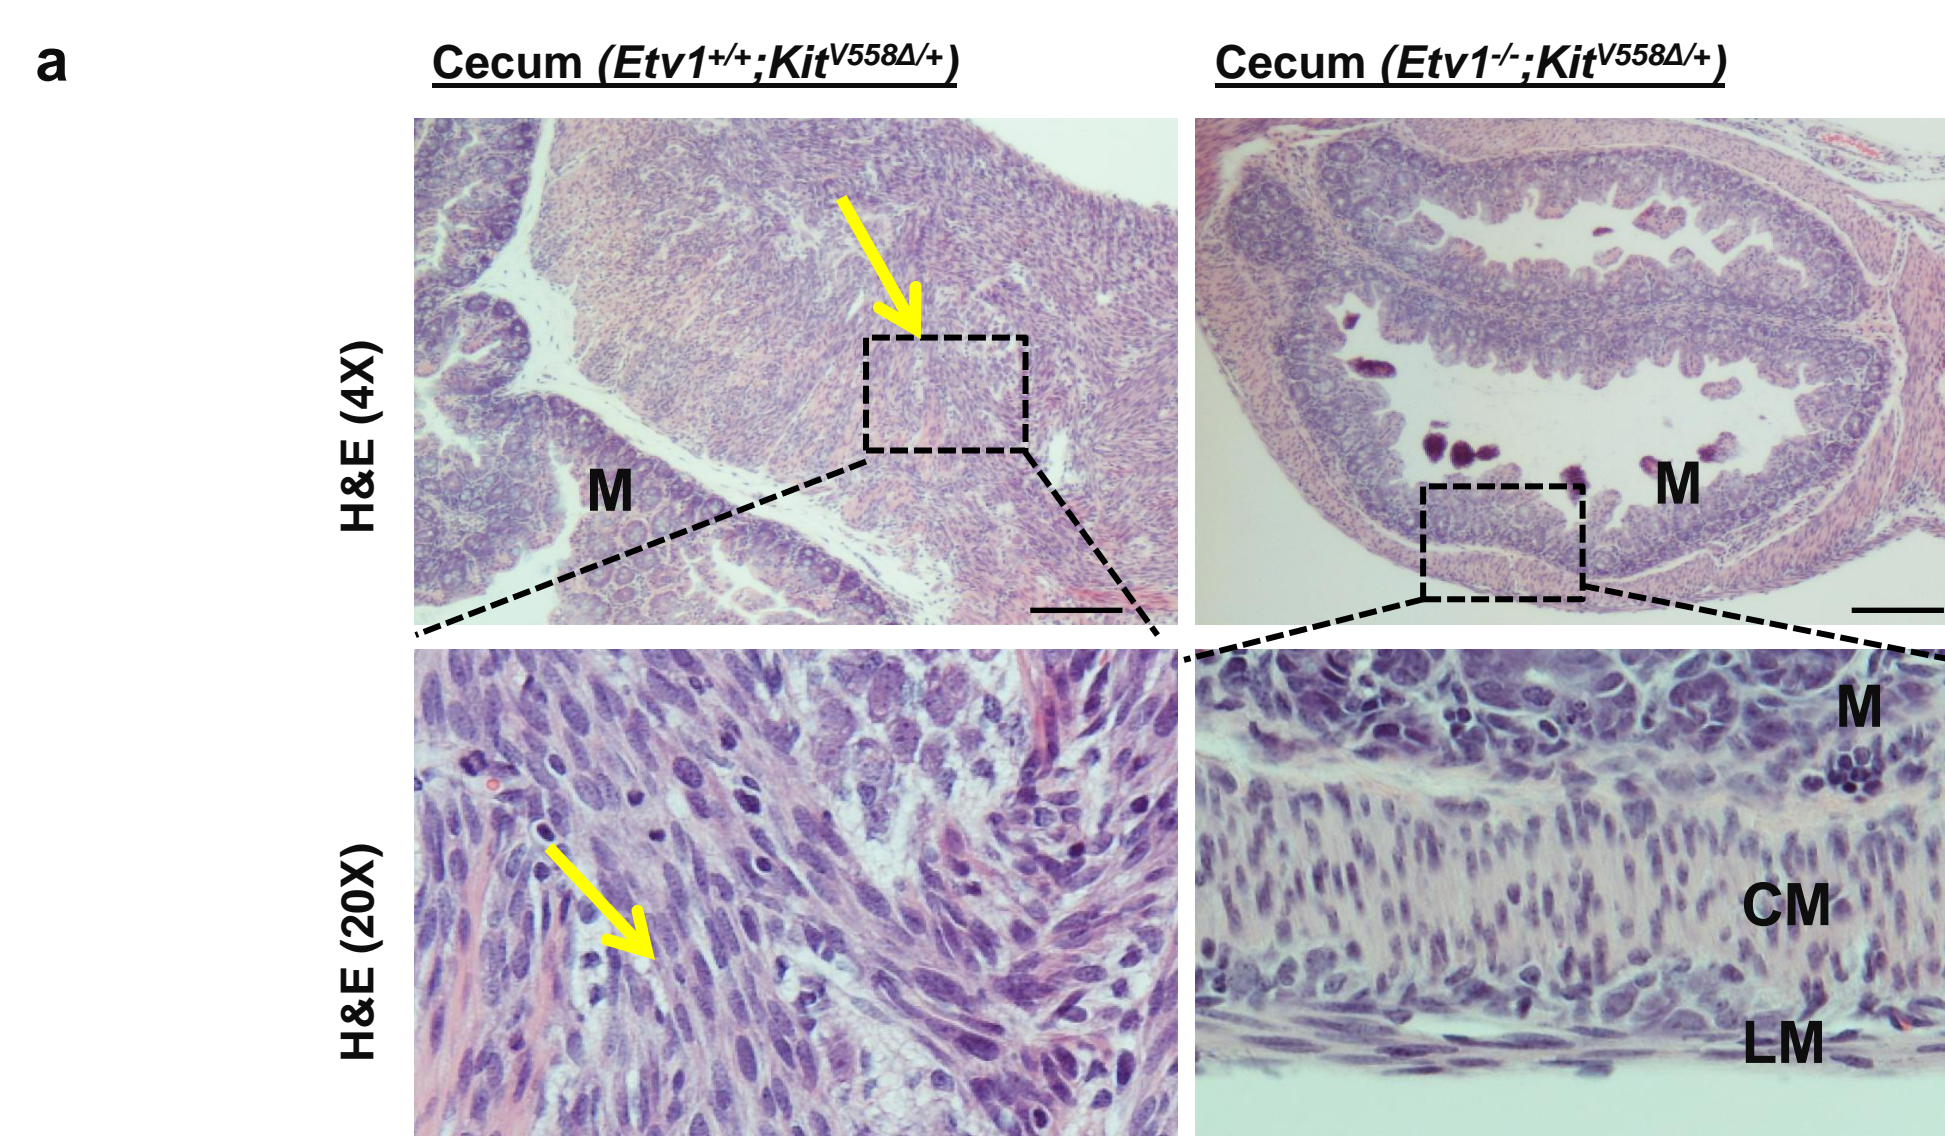 a
Cecum (Etv1+/+;KitV558Δ/+)
Cecum (Etv1-/-;KitV558Δ/+)
H&E (4X)
M
M
H&E (20X)
M
CM
LM